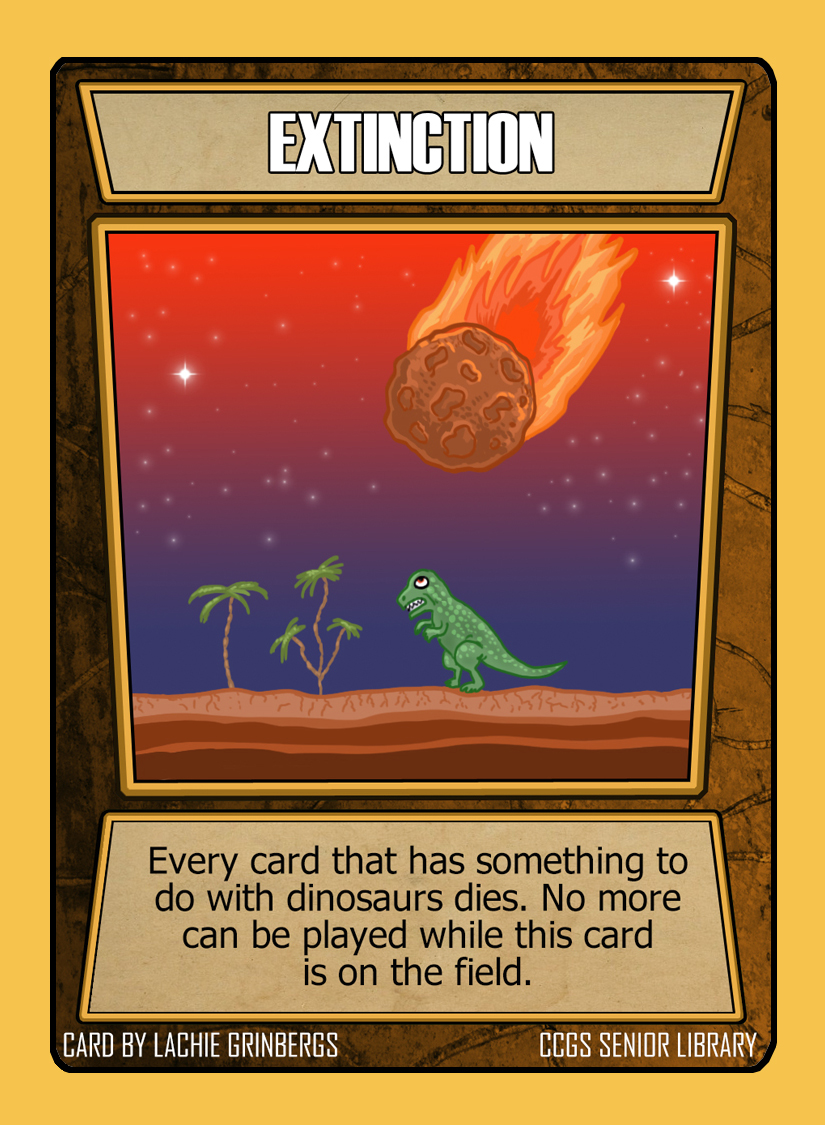 EXTINCTION
Every card that has something to
do with dinosaurs dies. No more
can be played while this card
is on the field.
CARD BY LACHIE GRINBERGS
CCGS SENIOR LIBRARY